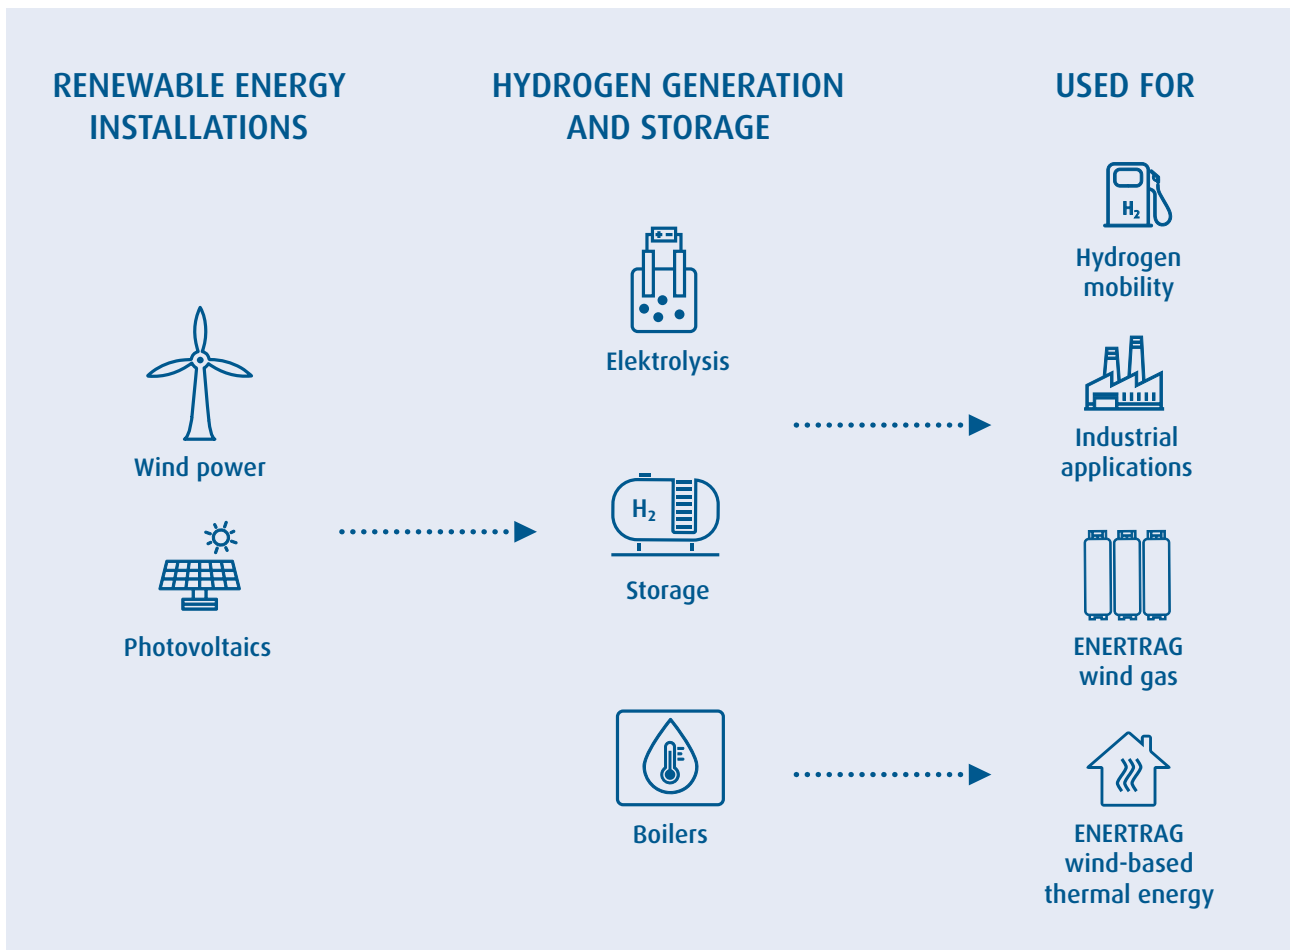 RENEWABLE ENERGY
INSTALLATIONS
Wind power
Photovoltaics
HYDROGEN GENERATION
AND STORAGE
Elektrolysis
H₂
Storage
Boilers
USED FOR
H₂
Hydrogen
mobility
Industrial
applications
ENERTRAG
wind gas
ENERTRAG
wind-based
thermal energy